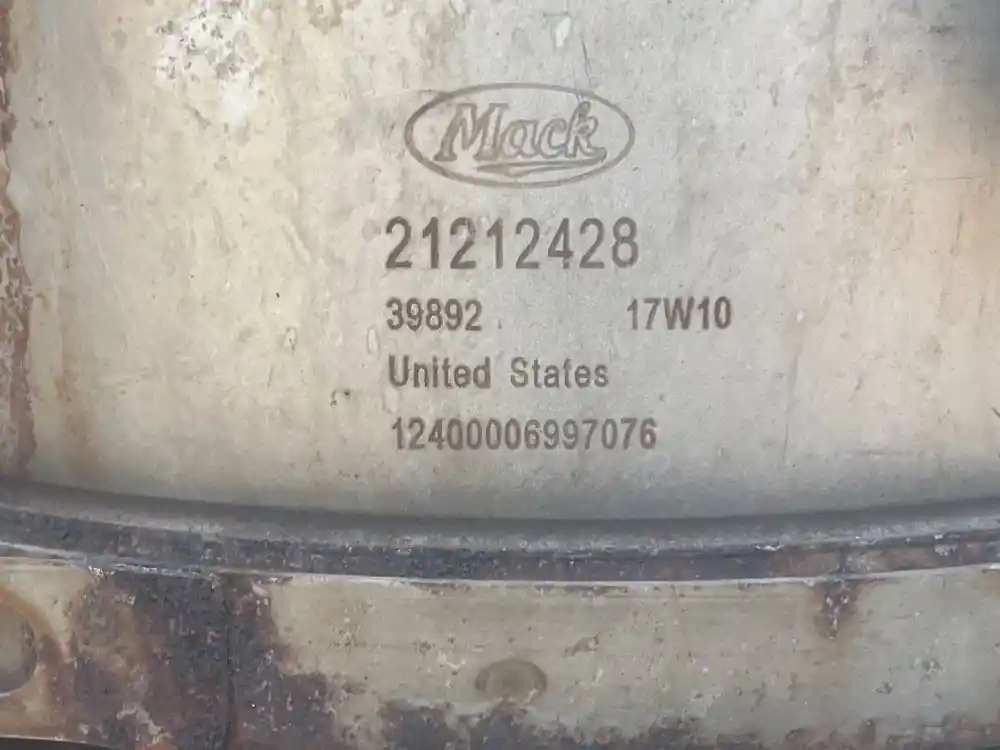 Mack
21212428
39892 17W10
United States
12400006997076